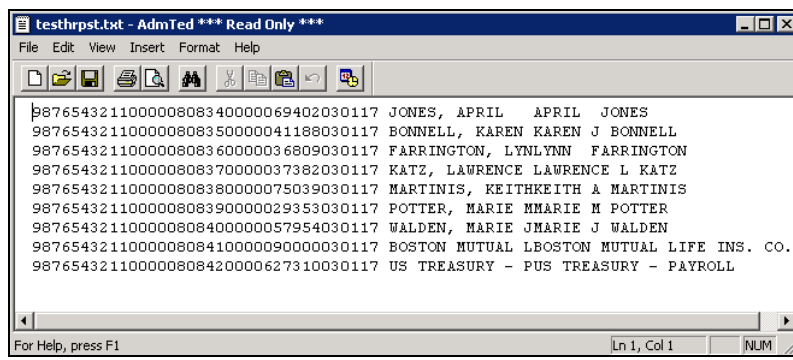 testhrpst.txt - AdmTed *** Read Only ***
File Edit View Insert Format Help
98765432110000080834000006940203​0117 JONES, APRIL   APRIL  JONES
987654321100000808350000041188030117 BONNELL, KAREN KAREN J BONNELL
987654321100000808360000036809030117 FARRINGTON, LYNLYNN  FARRINGTON
987654321100000808370000037382030117 KATZ, LAWRENCE LAWRENCE L KATZ
987654321100000808380000075039030117 MARTINIS, KEITHKEITH A MARTINIS
987654321100000808390000029353030117 POTTER, MARIE MMARIE M POTTER
987654321100000808400000057954030117 WALDEN, MARIE JMARIE J WALDEN
987654321100000808410000090000030117 BOSTON MUTUAL LBOSTON MUTUAL LIFE INS. CO.
987654321100000808420000627310030117 US TREASURY - PUS TREASURY - PAYROLL
For Help, press F1
Ln 1, Col 1
NUM